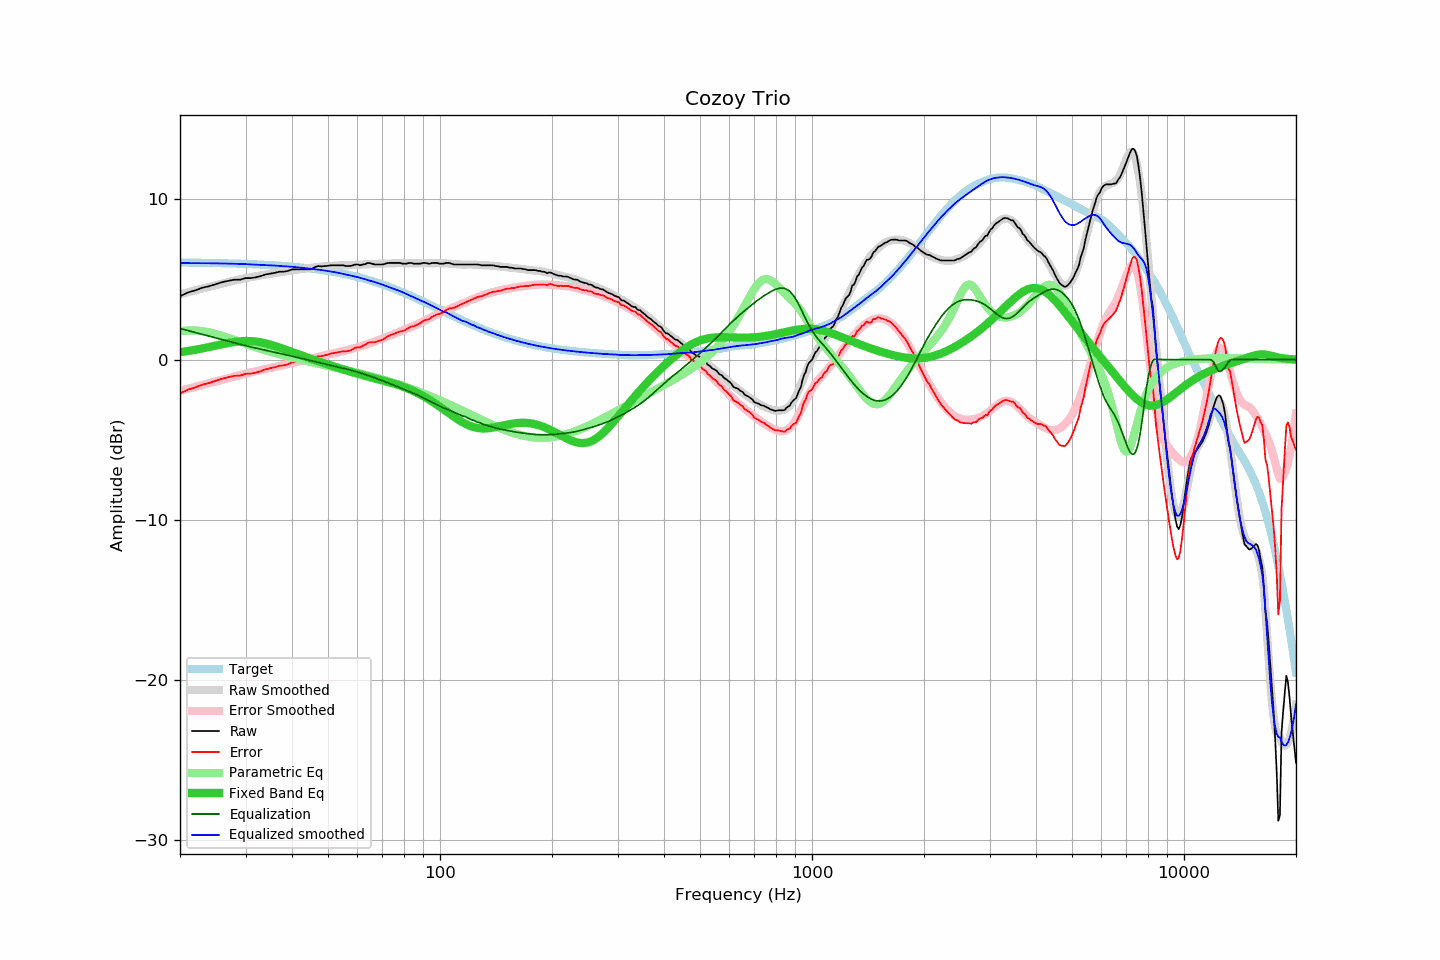 Cozoy Trio
10
0
−10
−20
−30
Amplitude (dBr)
Target
Raw Smoothed
Error Smoothed
Raw
Error
Parametric Eq
Fixed Band Eq
Equalization
Equalized smoothed
100 1000 10000
Frequency (Hz)